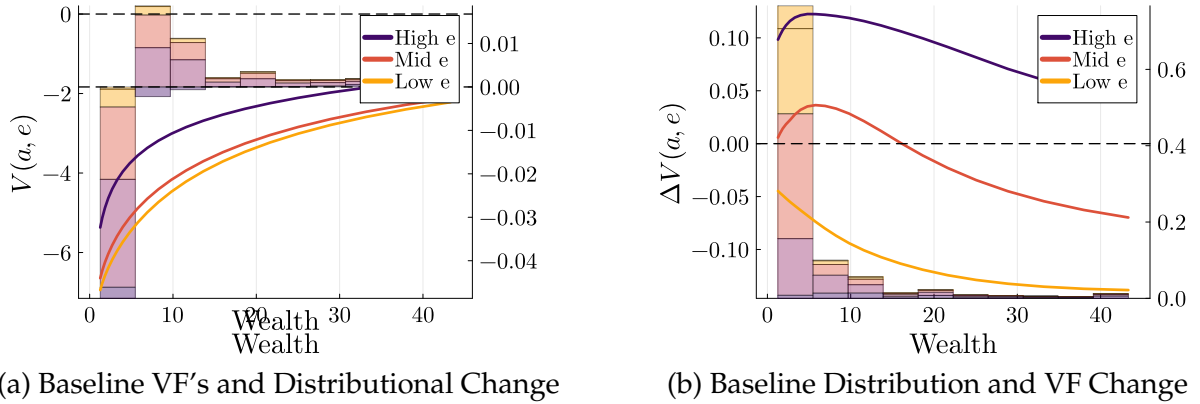 0
−2
−4
−6
V(a, e)
High e
Mid e
Low e
0.01
0.00
−0.01
−0.02
−0.03
−0.04
0 10 20 30 40
Wealth
Wealth
(a) Baseline VF's and Distributional Change
0.10
0.05
0.00
−0.05
−0.10
ΔV(a, e)
High e
Mid e
Low e
0.6
0.4
0.2
0.0
0 10 20 30 40
Wealth
(b) Baseline Distribution and VF Change